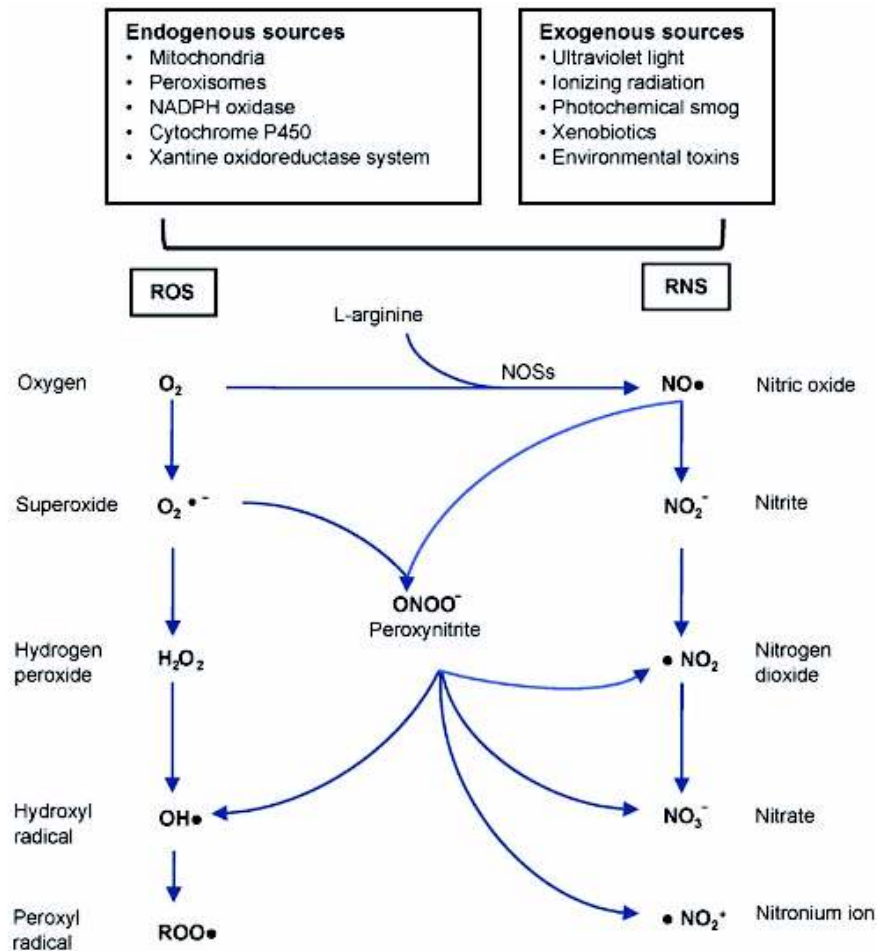 Endogenous sources
• Mitochondria
• Peroxisomes
• NADPH oxidase
• Cytochrome P450
• Xantine oxidoreductase system
Exogenous sources
• Ultraviolet light
• Ionizing radiation
• Photochemical smog
• Xenobiotics
• Environmental toxins
ROS
RNS
L-arginine
NOSs
Oxygen
O₂
NO•
Nitric oxide
Superoxide
O₂•⁻
NO₂⁻
Nitrite
ONOO⁻
Peroxynitrite
Hydrogen
peroxide
H₂O₂
• NO₂
Nitrogen
dioxide
Hydroxyl
radical
OH•
NO₃⁻
Nitrate
Peroxyl
radical
ROO•
• NO₂⁺
Nitronium ion